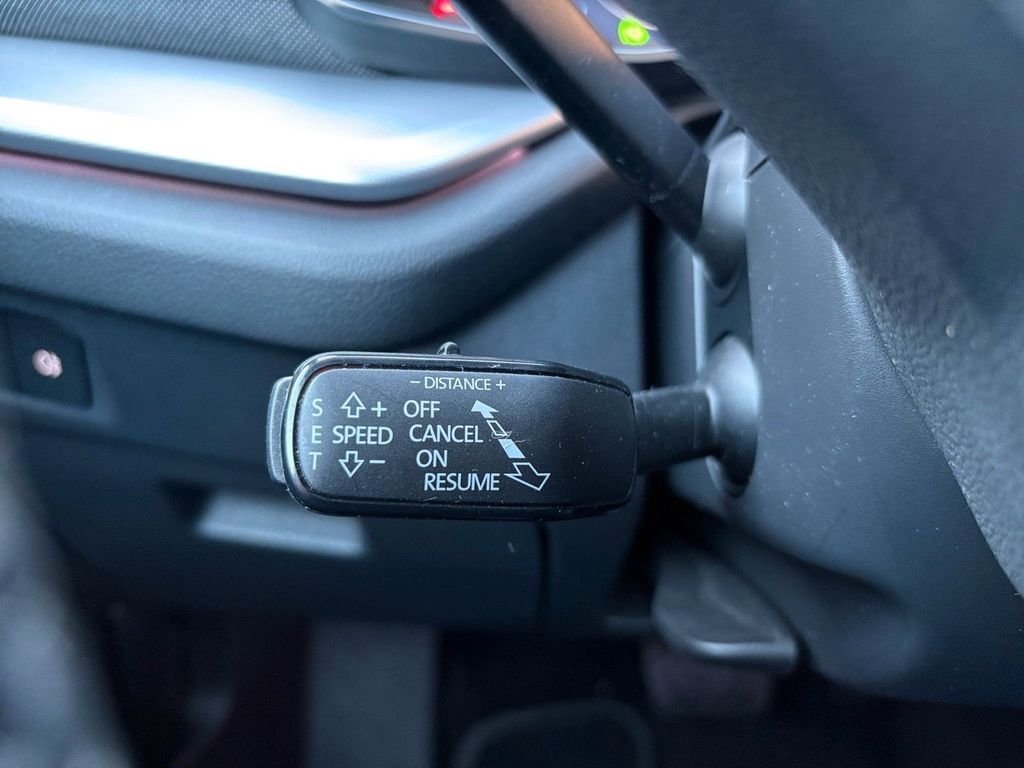 − DISTANCE +
S + OFF
E SPEED CANCEL
T − ON
RESUME